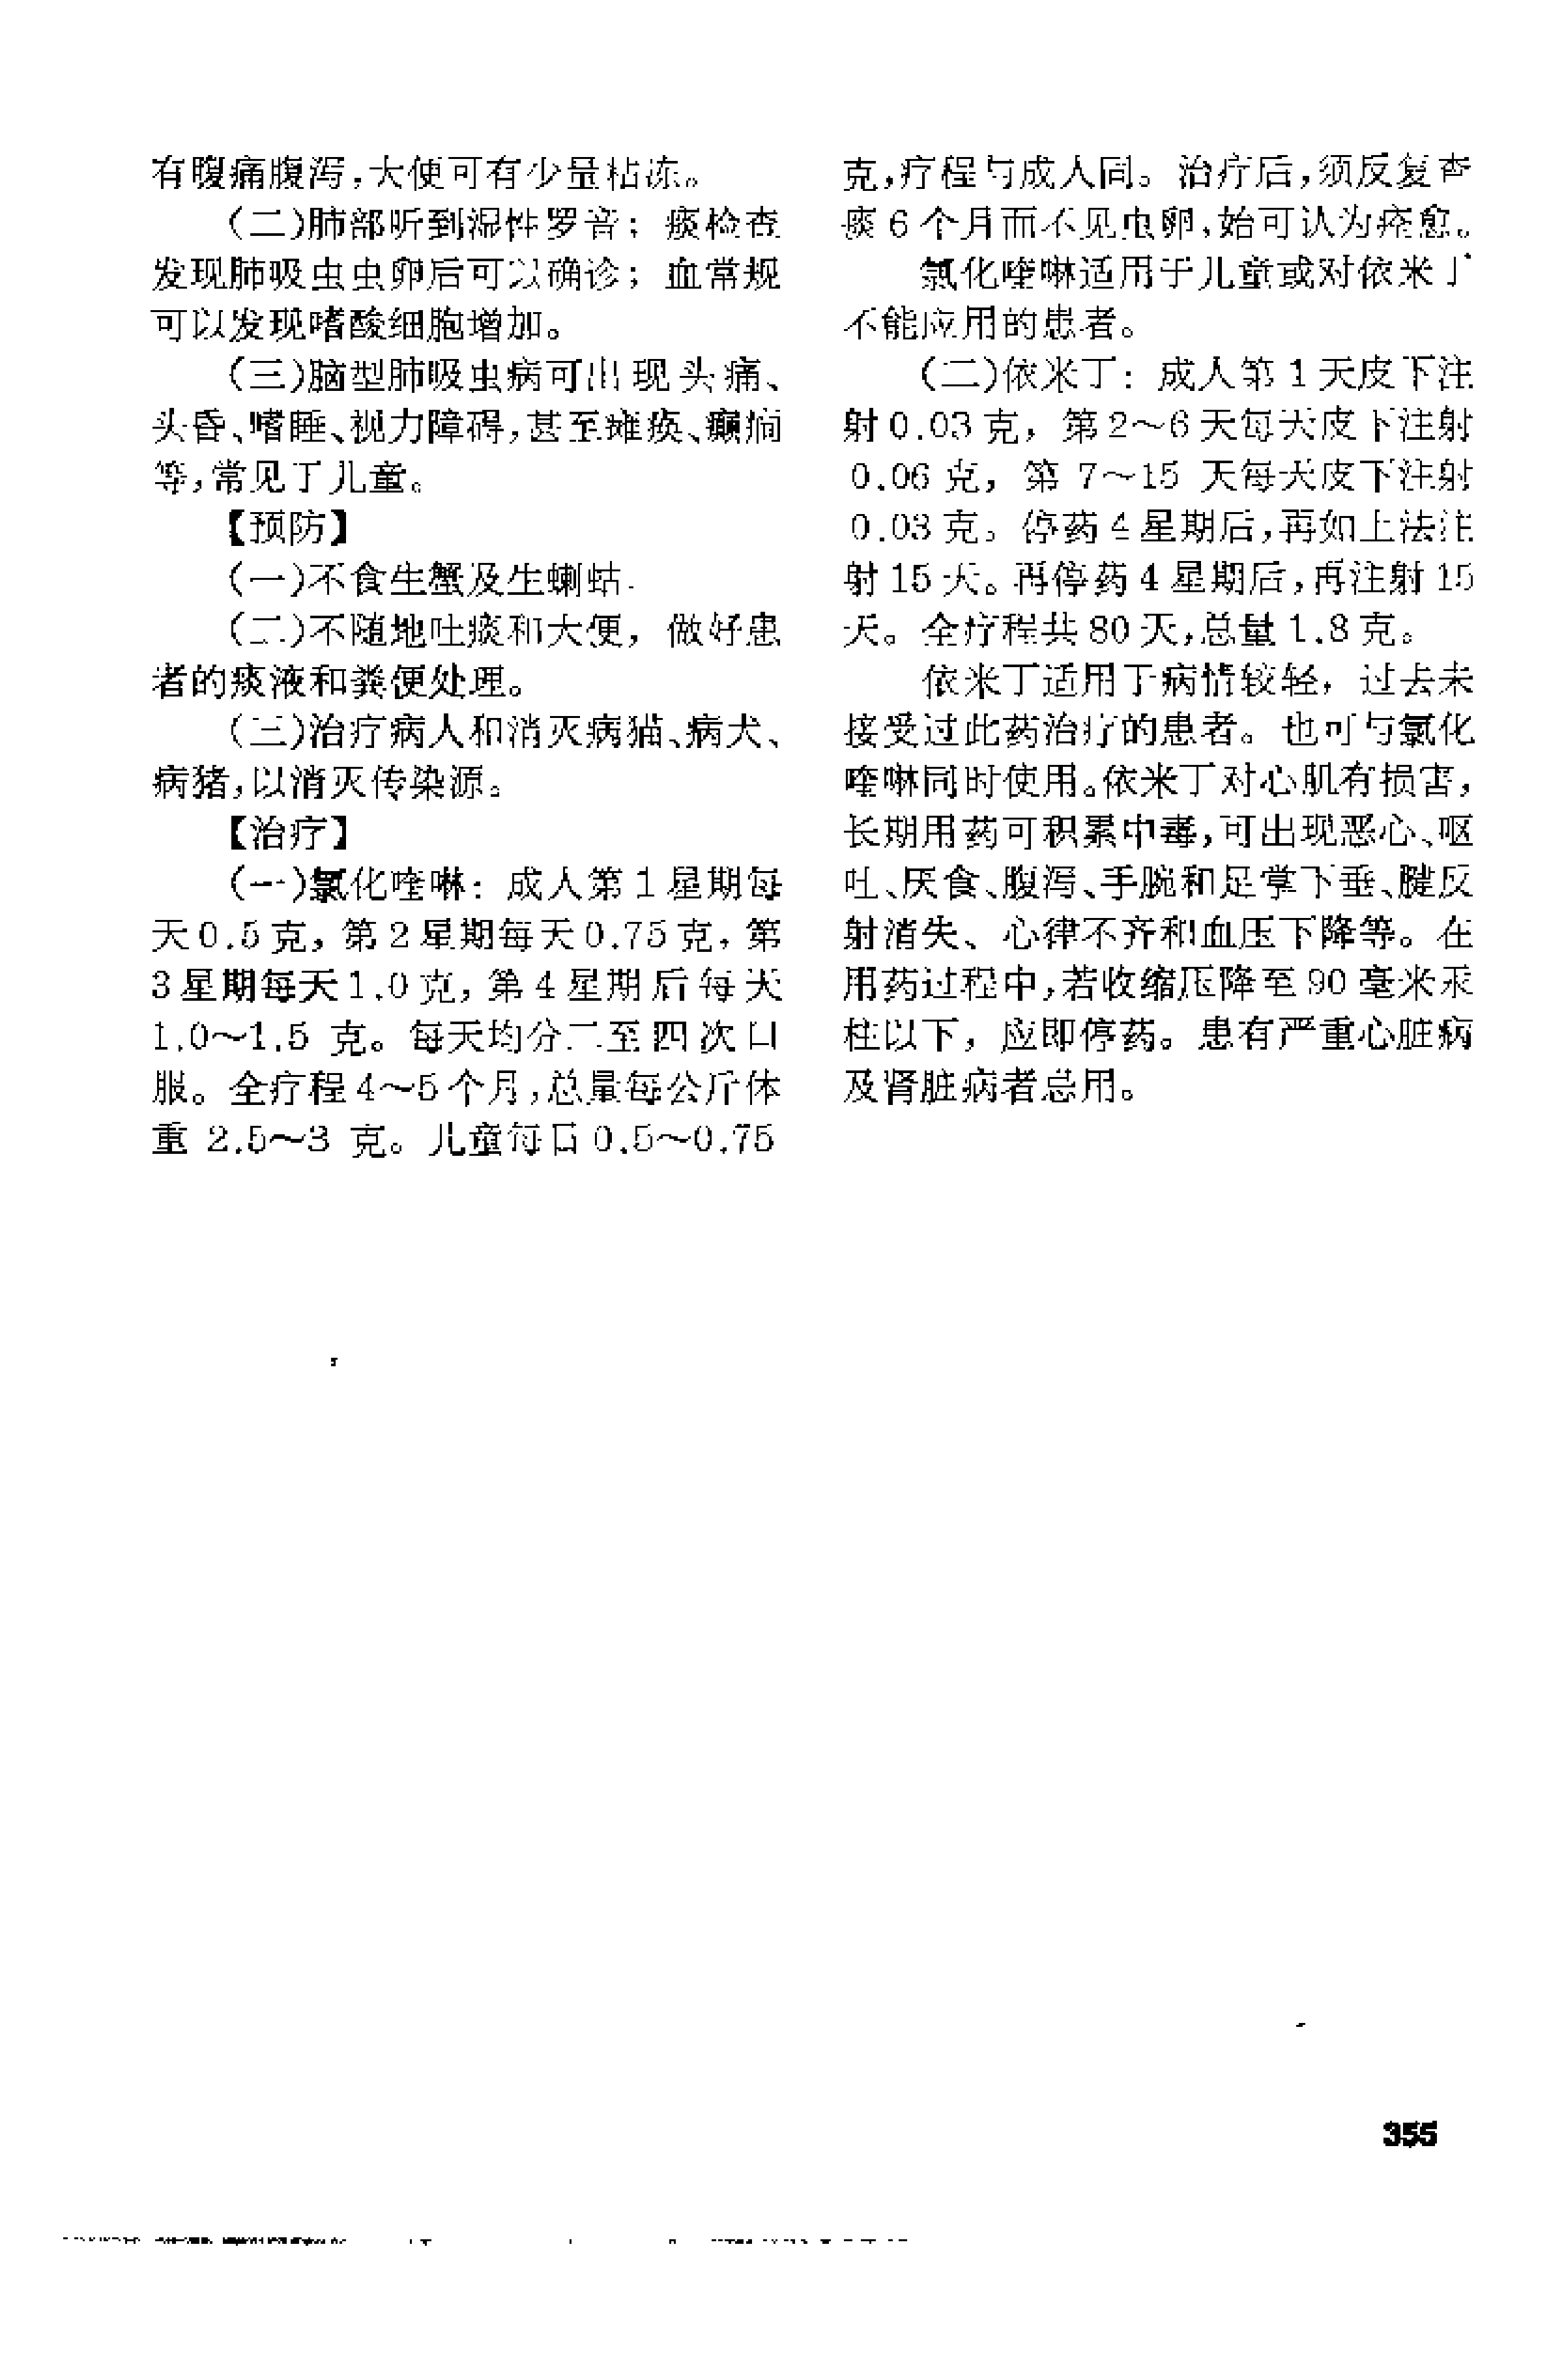 有腹痛腹泻,大便可有少量粘冻。
(二)肺部听到湿性罗音；痰检查
发现肺吸虫虫卵后可以确诊；血常规
可以发现嗜酸细胞增加。
(三)脑型肺吸虫病可出现头痛、
头昏、嗜睡、视力障碍,甚至瘫痪、癫痫
等,常见于儿童。
【预防】
(一)不食生蟹及生蝲蛄.
(二)不随地吐痰和大便，做好患
者的痰液和粪便处理。
(三)治疗病人和消灭病猫、病犬、
病猪,以消灭传染源。
【治疗】
(一)氯化喹啉：成人第1星期每
天0.5克，第2星期每天0.75克，第
3星期每天1.0克，第4星期后每天
1.0～1.5 克。每天均分二至四次口
服。全疗程4～5个月,总量每公斤体
重 2.5～3 克。儿童每日0.5～0.75
克,疗程与成人同。治疗后,须反复查
痰6个月而不见虫卵,始可认为痊愈。
氯化喹啉适用于儿童或对依米丁
不能应用的患者。
(二)依米丁：成人第1天皮下注
射0.03克，第2～6天每天皮下注射
0.06克，第 7～15 天每天皮下注射
0.03克。停药4星期后,再如上法注
射15天。再停药4星期后,再注射15
天。全疗程共80天,总量1.8克。
依米丁适用于病情较轻，过去未
接受过此药治疗的患者。也可与氯化
喹啉同时使用。依米丁对心肌有损害,
长期用药可积累中毒,可出现恶心、呕
吐、厌食、腹泻、手腕和足掌下垂、腱反
射消失、心律不齐和血压下降等。在
用药过程中,若收缩压降至90毫米汞
柱以下，应即停药。患有严重心脏病
及肾脏病者忌用。
355